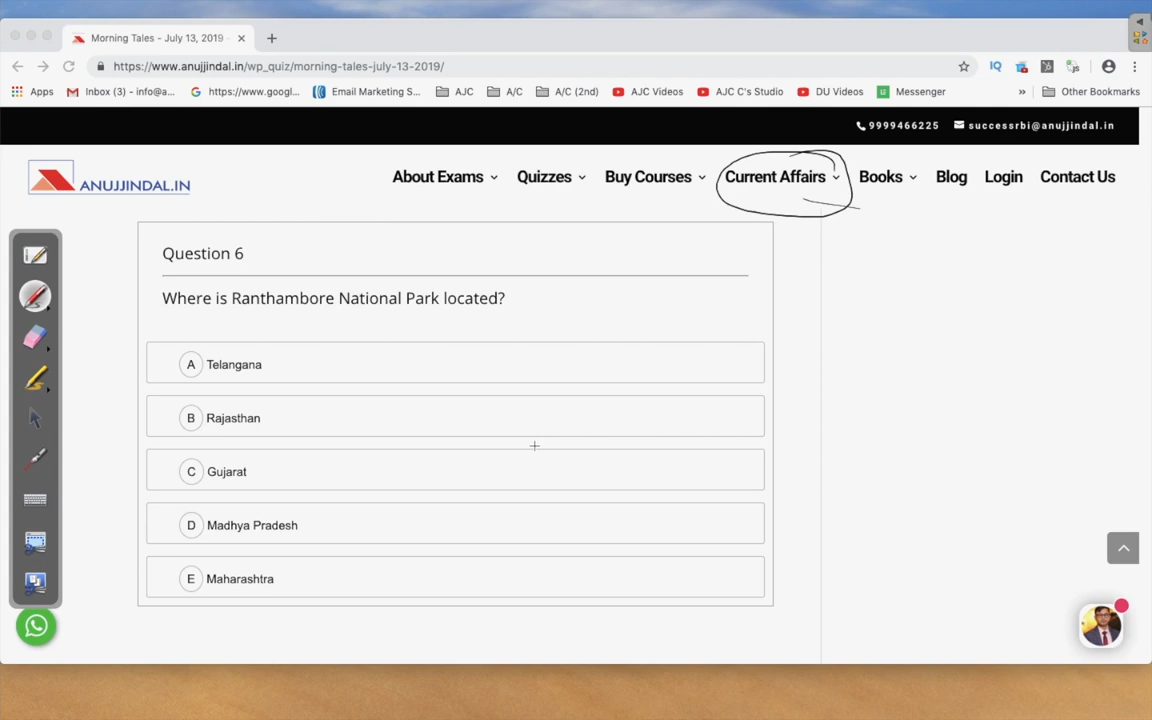 Morning Tales - July 13, 2019
https://www.anujjindal.in/wp_quiz/morning-tales-july-13-2019/
Apps Inbox (3) - info@a... https://www.googl... Email Marketing S... AJC A/C A/C (2nd) AJC Videos AJC C's Studio DU Videos Messenger » Other Bookmarks
9999466225 successrbi@anujjindal.in
ANUJJINDAL.IN About Exams Quizzes Buy Courses Current Affairs Books Blog Login Contact Us
Question 6
Where is Ranthambore National Park located?
A Telangana
B Rajasthan
C Gujarat
D Madhya Pradesh
E Maharashtra